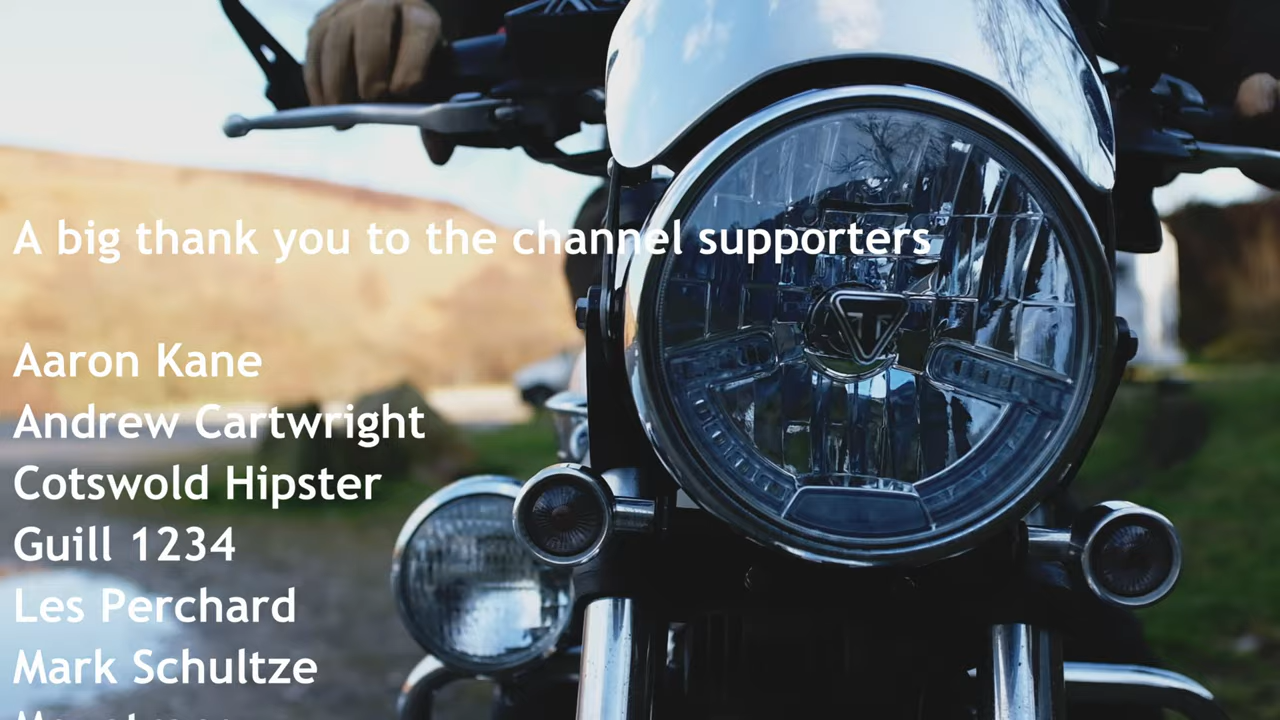 A big thank you to the channel supporters
Aaron Kane
Andrew Cartwright
Cotswold Hipster
Guill 1234
Les Perchard
Mark Schultze